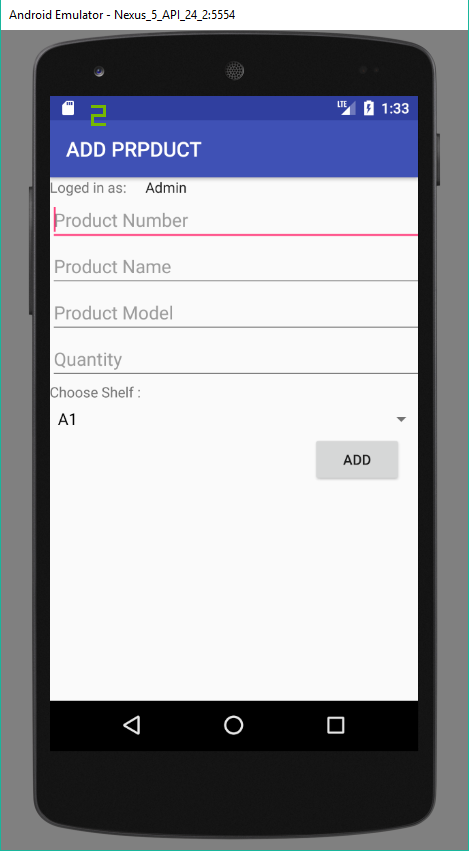 Android Emulator - Nexus_5_API_24_2:5554
2
LTE 1:33
ADD PRPDUCT
Loged in as: Admin
Product Number
Product Name
Product Model
Quantity
Choose Shelf :
A1
ADD